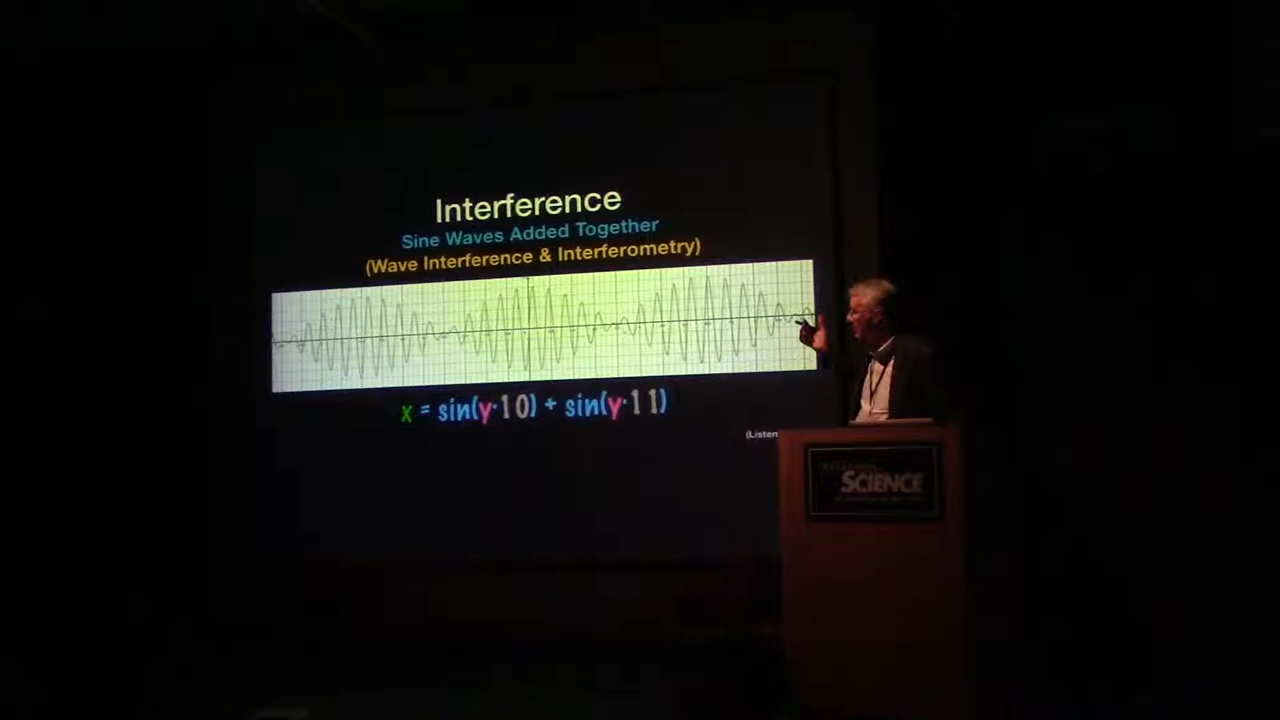 Interference
Sine Waves Added Together
(Wave Interference & Interferometry)
x = sin(y·10) + sin(y·11)
(Listen
SCIENCE